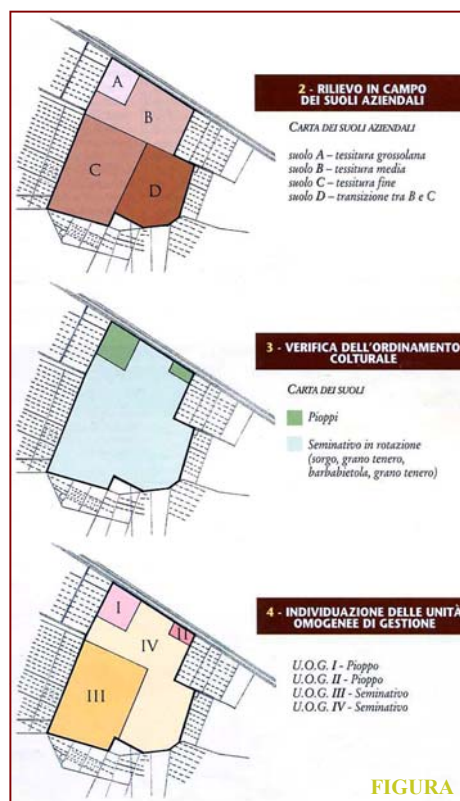 2 - RILIEVO IN CAMPO
DEI SUOLI AZIENDALI
CARTA DEI SUOLI AZIENDALI
suolo A – tessitura grossolana
suolo B – tessitura media
suolo C – tessitura fine
suolo D – transizione tra B e C
A
B
C
D
3 - VERIFICA DELL'ORDINAMENTO
COLTURALE
CARTA DEI SUOLI
Pioppi
Seminativo in rotazione
(sorgo, grano tenero,
barbabietola, grano tenero)
4 - INDIVIDUAZIONE DELLE UNITÀ
OMOGENEE DI GESTIONE
U.O.G. I - Pioppo
U.O.G. II - Pioppo
U.O.G. III - Seminativo
U.O.G. IV - Seminativo
I
II
IV
III
FIGURA